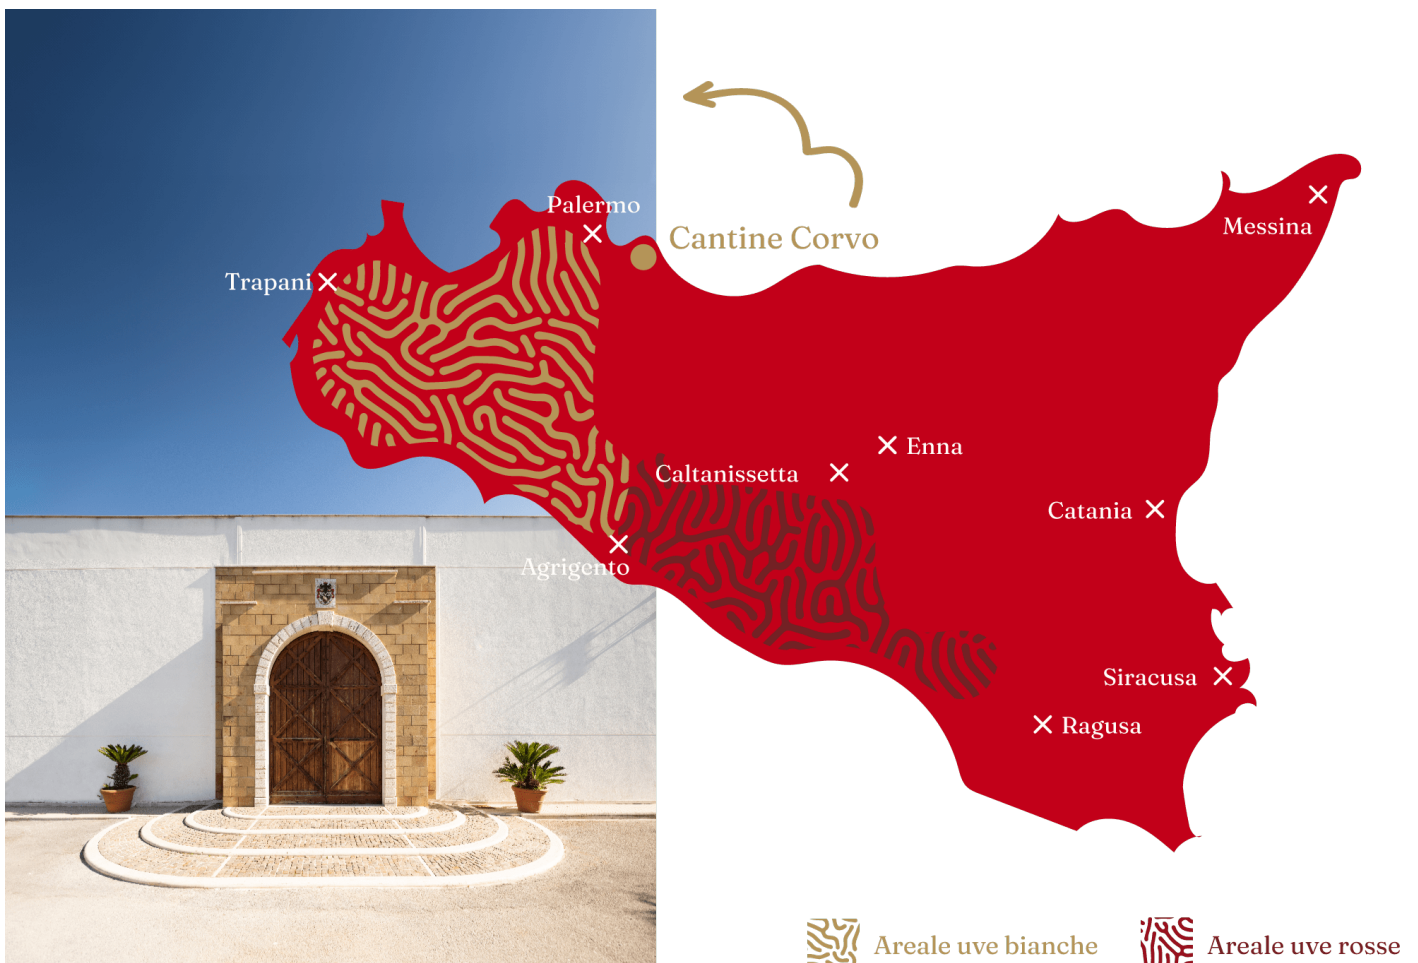 Palermo
Cantine Corvo
Messina
Trapani
Enna
Caltanissetta
Catania
Agrigento
Siracusa
Ragusa
Areale uve bianche
Areale uve rosse